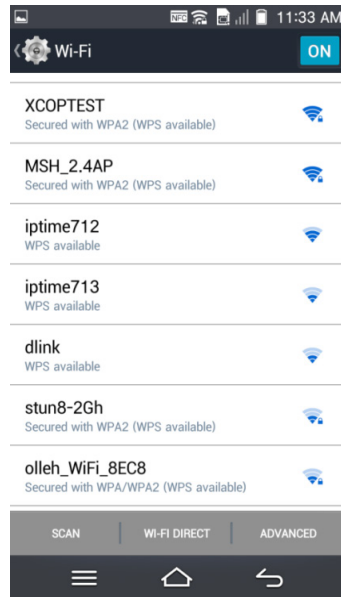 NFC 11:33 AM
Wi-Fi ON
XCOPTEST
Secured with WPA2 (WPS available)
MSH_2.4AP
Secured with WPA2 (WPS available)
iptime712
WPS available
iptime713
WPS available
dlink
WPS available
stun8-2Gh
Secured with WPA2 (WPS available)
olleh_WiFi_8EC8
Secured with WPA/WPA2 (WPS available)
SCAN WI-FI DIRECT ADVANCED